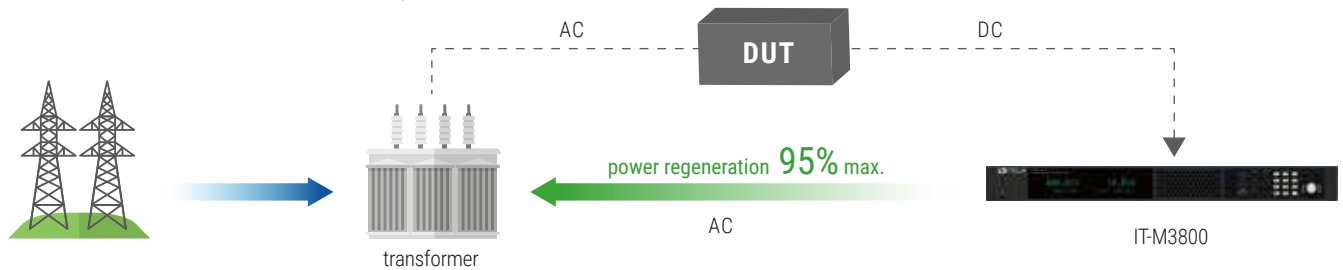 AC
DUT
DC
power regeneration 95% max.
AC
transformer
IT-M3800